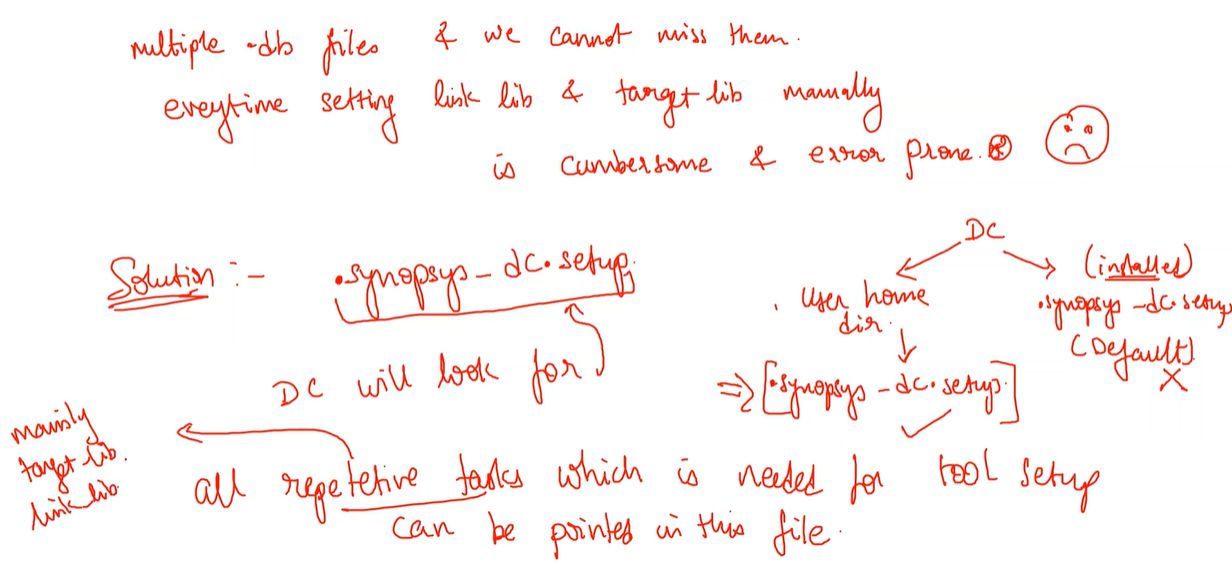 multiple .db files & we cannot miss them.
eveytime setting link lib & target lib manually
is cumbersome & error prone.
Solution :- .synopsys_dc.setup.
DC will look for
DC
User home
dir.
[.synopsys_dc.setup.]
(installed)
.synopsys_dc.setup
(Default)
mainly
target lib.
link lib
all repetetive tasks which is needed for tool setup
can be printed in this file.